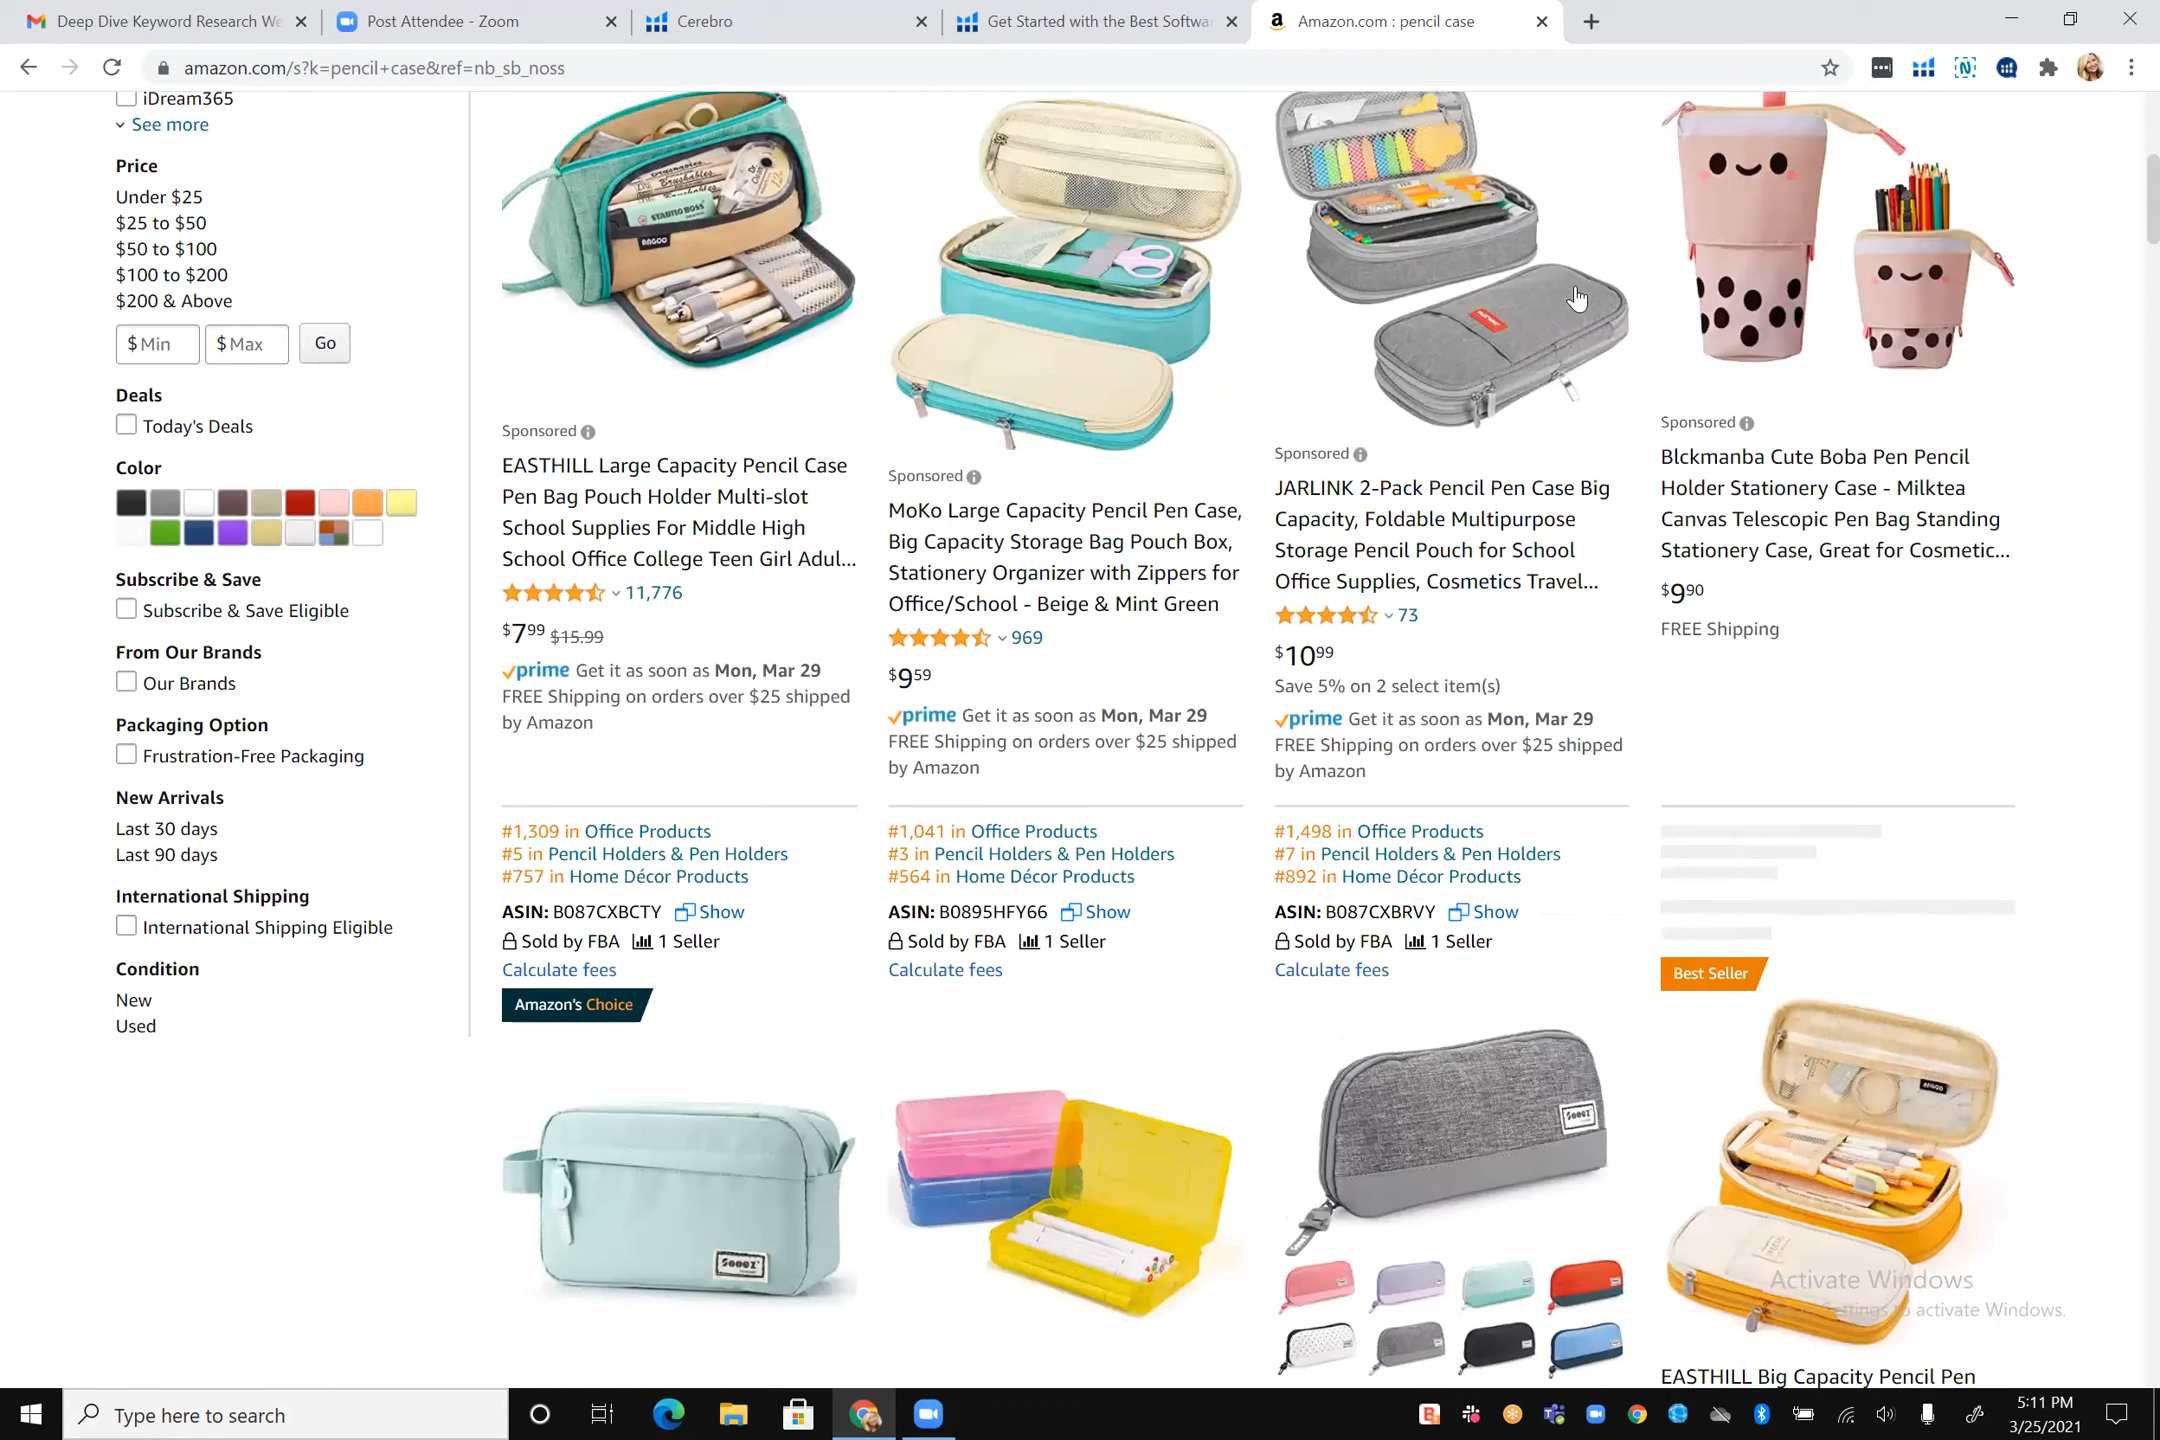 Deep Dive Keyword Research We
Post Attendee - Zoom
Cerebro
Get Started with the Best Softwa
Amazon.com : pencil case
amazon.com/s?k=pencil+case&ref=nb_sb_noss
iDream365
See more
Price
Under $25
$25 to $50
$50 to $100
$100 to $200
$200 & Above
$ Min
$ Max
Go
Deals
Today's Deals
Color
Subscribe & Save
Subscribe & Save Eligible
From Our Brands
Our Brands
Packaging Option
Frustration-Free Packaging
New Arrivals
Last 30 days
Last 90 days
International Shipping
International Shipping Eligible
Condition
New
Used
Sponsored
EASTHILL Large Capacity Pencil Case
Pen Bag Pouch Holder Multi-slot
School Supplies For Middle High
School Office College Teen Girl Adul...
11,776
$7.99 $15.99
prime Get it as soon as Mon, Mar 29
FREE Shipping on orders over $25 shipped
by Amazon
#1,309 in Office Products
#5 in Pencil Holders & Pen Holders
#757 in Home Décor Products
ASIN: B087CXBCTY Show
Sold by FBA 1 Seller
Calculate fees
Amazon's Choice
Sponsored
MoKo Large Capacity Pencil Pen Case,
Big Capacity Storage Bag Pouch Box,
Stationery Organizer with Zippers for
Office/School - Beige & Mint Green
969
$9.59
prime Get it as soon as Mon, Mar 29
FREE Shipping on orders over $25 shipped
by Amazon
#1,041 in Office Products
#3 in Pencil Holders & Pen Holders
#564 in Home Décor Products
ASIN: B0895HFY66 Show
Sold by FBA 1 Seller
Calculate fees
Sponsored
JARLINK 2-Pack Pencil Pen Case Big
Capacity, Foldable Multipurpose
Storage Pencil Pouch for School
Office Supplies, Cosmetics Travel...
73
$10.99
Save 5% on 2 select item(s)
prime Get it as soon as Mon, Mar 29
FREE Shipping on orders over $25 shipped
by Amazon
#1,498 in Office Products
#7 in Pencil Holders & Pen Holders
#892 in Home Décor Products
ASIN: B087CXBRVY Show
Sold by FBA 1 Seller
Calculate fees
Sponsored
Blckmanba Cute Boba Pen Pencil
Holder Stationery Case - Milktea
Canvas Telescopic Pen Bag Standing
Stationery Case, Great for Cosmetic...
$9.90
FREE Shipping
Best Seller
EASTHILL Big Capacity Pencil Pen
Activate Windows
activate Windows.
Type here to search
5:11 PM
3/25/2021